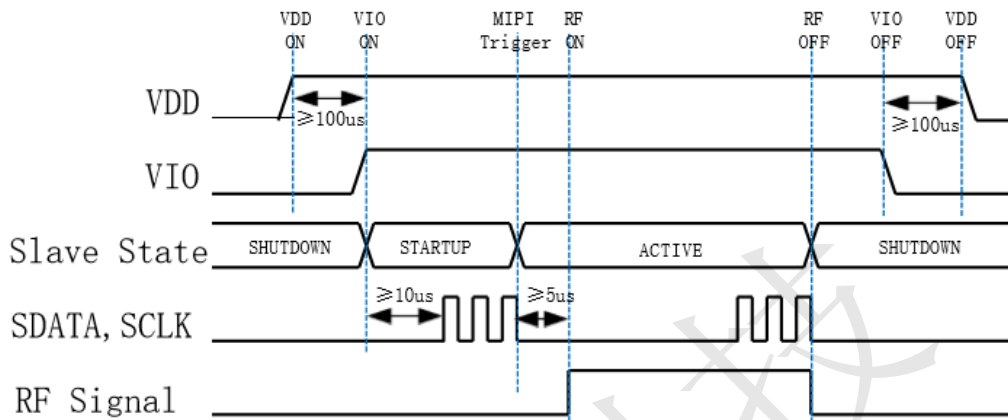 VDD VIO MIPI RF RF VIO VDD
ON ON Trigger ON OFF OFF OFF
VDD
≥100us ≥100us
VIO
Slave State SHUTDOWN STARTUP ACTIVE SHUTDOWN
≥10us ≥5us
SDATA,SCLK
RF Signal
技